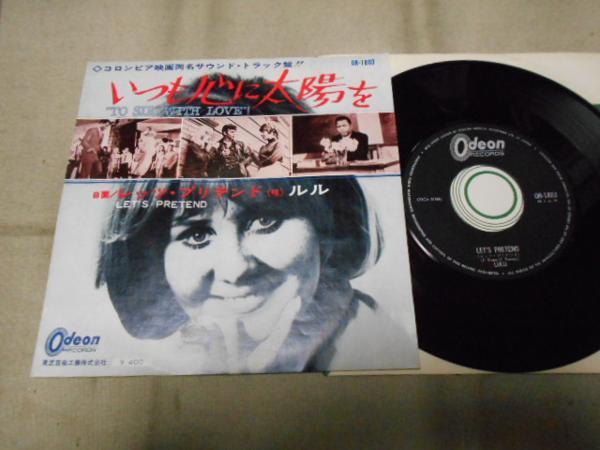 ◇コロンビア映画同名サウンド・トラック盤!!
OR-1803
いつも心に太陽を
"TO SIR WITH LOVE"
B面/レッツ・プリテンド(唄)ルル
LET'S PRETEND
Odeon
RECORDS
東芝音楽工業株式会社
¥400
Odeon
RECORDS
OR-1803
LET'S PRETEND
LULU